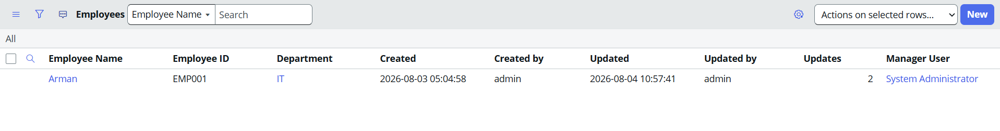 Employees Employee Name Search Actions on selected rows... New
All
Employee Name Employee ID Department Created Created by Updated Updated by Updates Manager User
Arman EMP001 IT 2026-08-03 05:04:58 admin 2026-08-04 10:57:41 admin 2 System Administrator